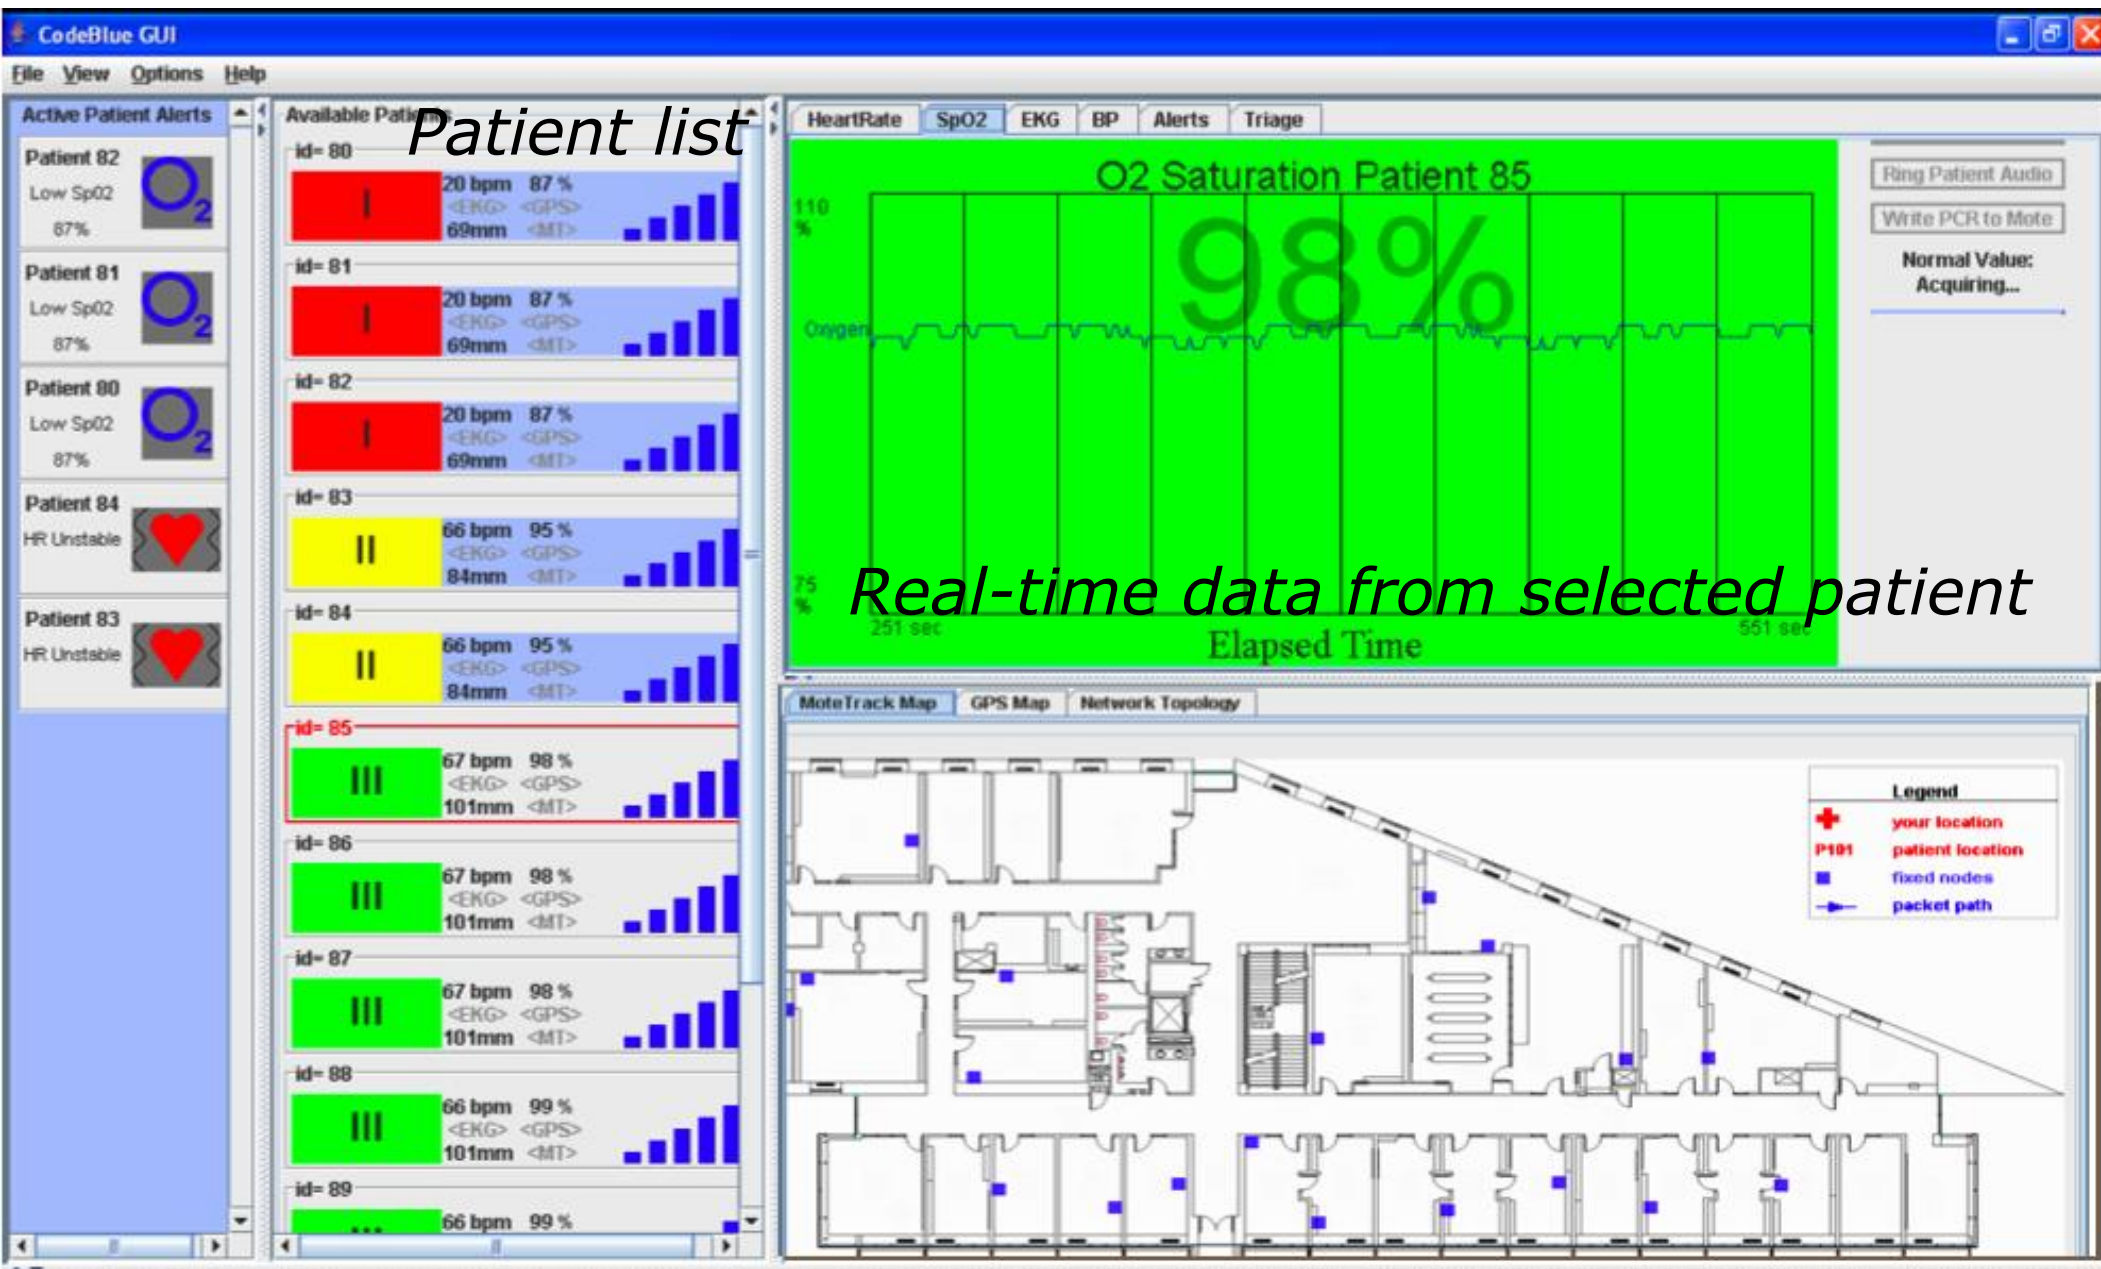 CodeBlue GUI
File View Options Help
Active Patient Alerts
Patient 82
Low Sp02
87%
Patient 81
Low Sp02
87%
Patient 80
Low Sp02
87%
Patient 84
HR Unstable
Patient 83
HR Unstable
Available Patients
Patient list
id= 80
I
20 bpm 87 %
<EKG> <GPS>
69mm <MT>
id= 81
I
20 bpm 87 %
<EKG> <GPS>
69mm <MT>
id= 82
I
20 bpm 87 %
<EKG> <GPS>
69mm <MT>
id= 83
II
66 bpm 95 %
<EKG> <GPS>
84mm <MT>
id= 84
II
66 bpm 95 %
<EKG> <GPS>
84mm <MT>
id= 85
III
67 bpm 98 %
<EKG> <GPS>
101mm <MT>
id= 86
III
67 bpm 98 %
<EKG> <GPS>
101mm <MT>
id= 87
III
67 bpm 98 %
<EKG> <GPS>
101mm <MT>
id= 88
III
66 bpm 99 %
<EKG> <GPS>
101mm <MT>
id= 89
66 bpm 99 %
HeartRate SpO2 EKG BP Alerts Triage
O2 Saturation Patient 85
110
%
98%
Oxygen
75
%
Real-time data from selected patient
251 sec 551 sec
Elapsed Time
Ring Patient Audio
Write PCR to Mote
Normal Value:
Acquiring...
MoteTrack Map GPS Map Network Topology
Legend
your location
P101 patient location
fixed nodes
packet path